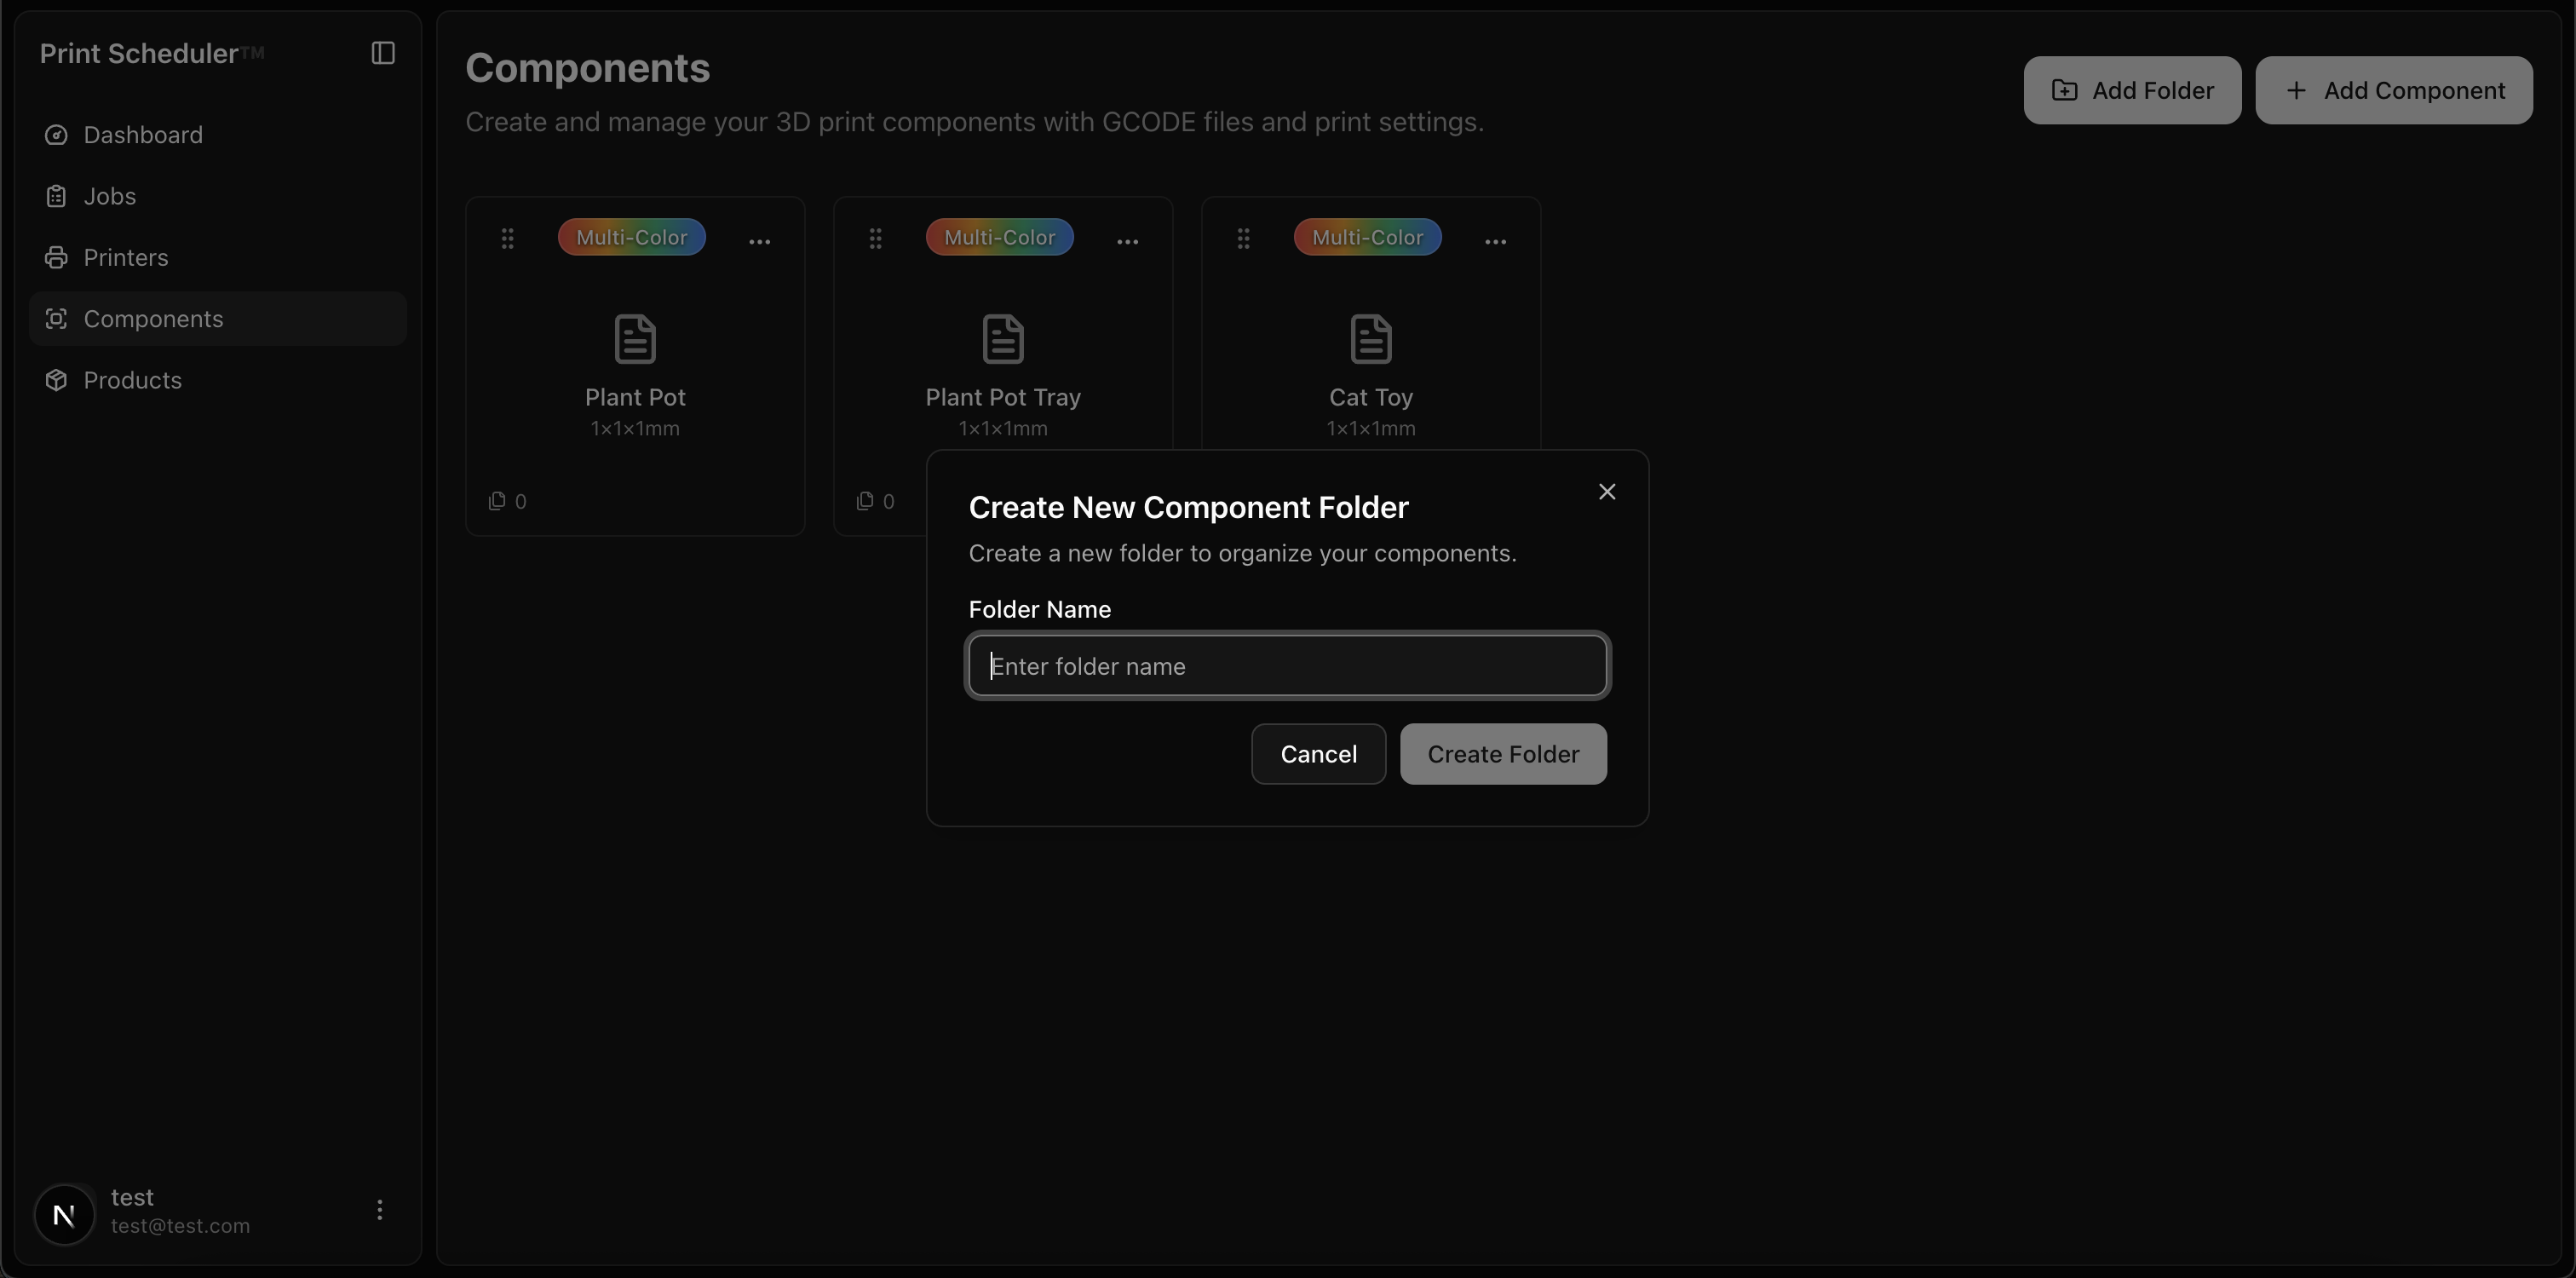 Print Scheduler™
Dashboard
Jobs
Printers
Components
Products
test
test@test.com
Components
Create and manage your 3D print components with GCODE files and print settings.
Add Folder
Add Component
Multi-Color
Plant Pot
1×1×1mm
0
Multi-Color
Plant Pot Tray
1×1×1mm
0
Multi-Color
Cat Toy
1×1×1mm
Create New Component Folder
Create a new folder to organize your components.
Folder Name
Enter folder name
Cancel
Create Folder